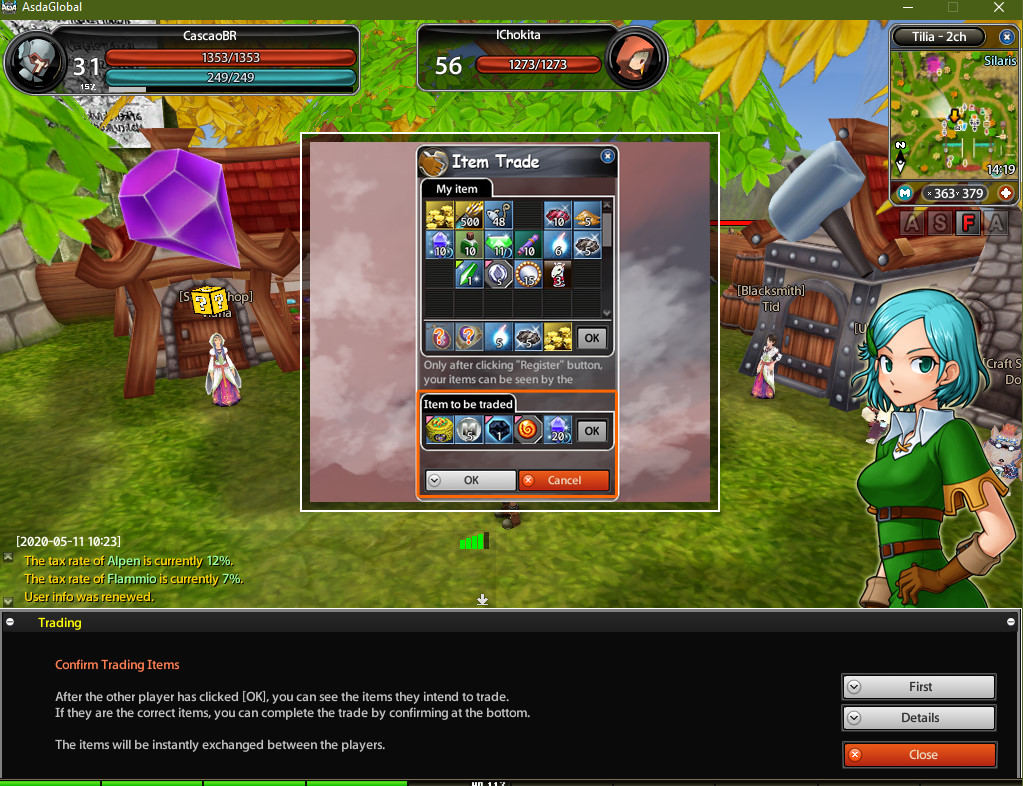 AsdaGlobal
CascaoBR
31
15%
1353/1353
249/249
IChokita
56
1273/1273
Tilia - 2ch
Silaris
N
14:19
M
x 363 Y 379
A S F A
Item Trade
My item
500
48
10
5
10
10
11
10
6
5
1
5
15
3
5
5
OK
Only after clicking "Register" button,
your items can be seen by the
Item to be traded
5
1
20
OK
OK
Cancel
[Blacksmith]
Tid
[2020-05-11 10:23]
The tax rate of Alpen is currently 12%.
The tax rate of Flammio is currently 7%.
User info was renewed.
Trading
Confirm Trading Items
After the other player has clicked [OK], you can see the items they intend to trade.
If they are the correct items, you can complete the trade by confirming at the bottom.
The items will be instantly exchanged between the players.
First
Details
Close